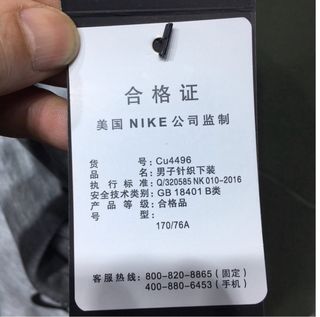 合格证
美国 NIKE 公司监制
货号:Cu4496
品名:男子针织下装
执行标准:Q/320585 NK 010-2016
安全技术类别:GB 18401 B类
产品等级:合格品
号型:
170/76A
客服热线:800-820-8865(固定)
400-880-6453(手机)